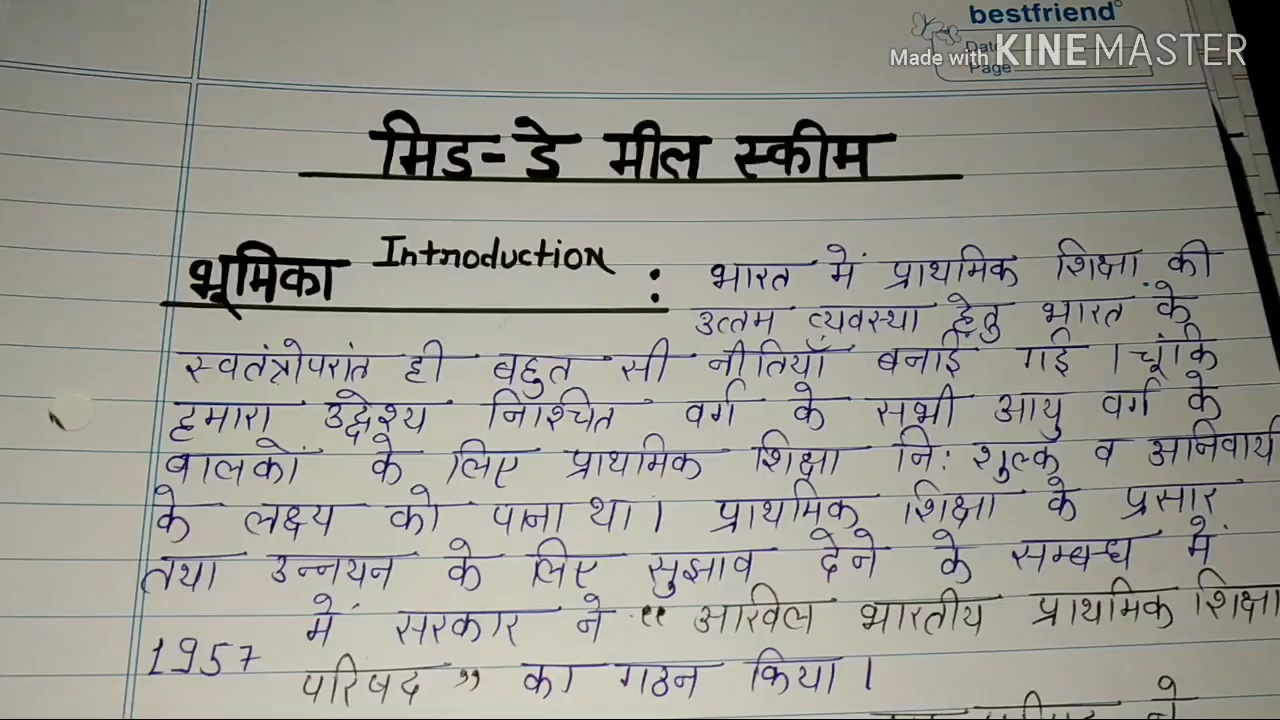 bestfriend
Date
Page
Made with KINEMASTER
मिड-डे मील स्कीम
भूमिका Introduction : भारत में प्राथमिक शिक्षा की
उत्तम व्यवस्था हेतु भारत के
स्वतंत्रोपरांत ही बहुत सी नीतियाँ बनाई गई । चूंकि
हमारा उद्देश्य निश्चित वर्ग के सभी आयु वर्ग के
बालकों के लिए प्राथमिक शिक्षा नि: शुल्क व अनिवार्य
के लक्ष्य को पाना था । प्राथमिक शिक्षा के प्रसार
तथा उन्नयन के लिए सुझाव देने के सम्बन्ध में
1957 में सरकार ने " अखिल भारतीय प्राथमिक शिक्षा
परिषद " का गठन किया ।